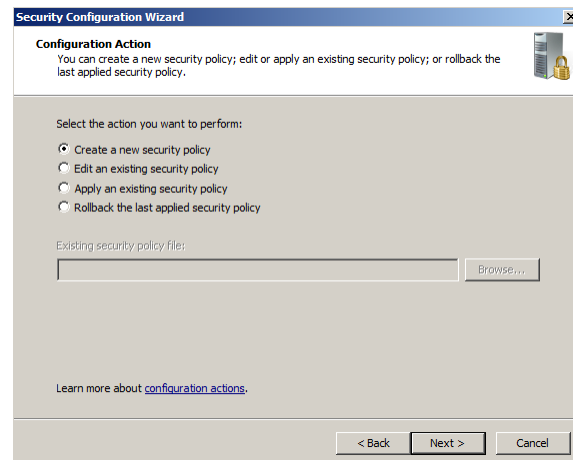 Security Configuration Wizard
Configuration Action
You can create a new security policy; edit or apply an existing security policy; or rollback the
last applied security policy.
Select the action you want to perform:
Create a new security policy
Edit an existing security policy
Apply an existing security policy
Rollback the last applied security policy
Existing security policy file:
Browse...
Learn more about configuration actions.
< Back Next > Cancel